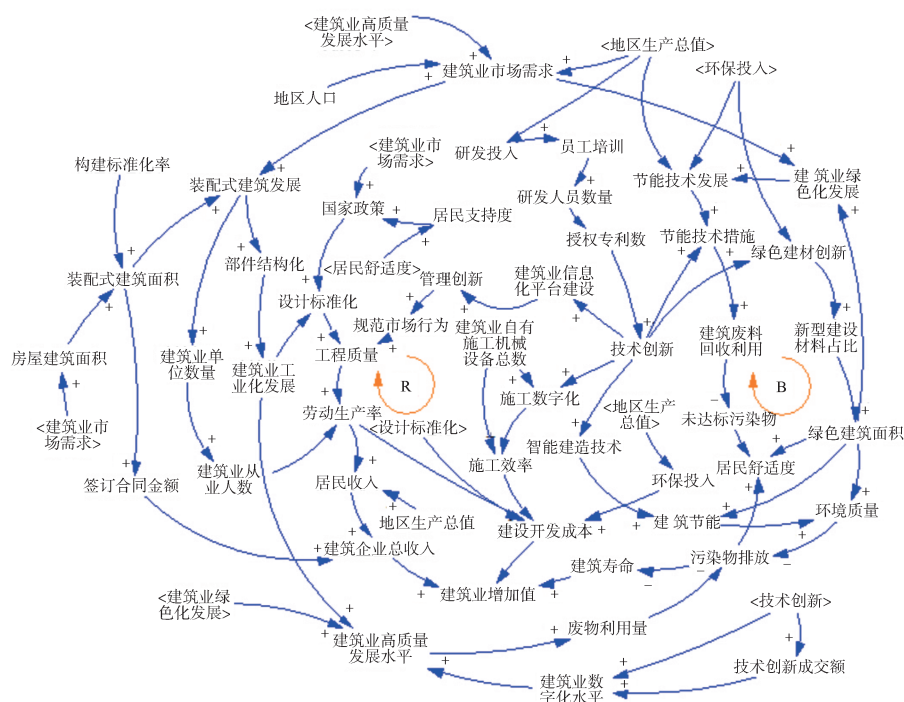 <建筑业高质量
发展水平>
<地区生产总值>
建筑业市场需求
<环保投入>
地区人口
<建筑业市
场需求>
研发投入
员工培训
构建标准化率
装配式建筑发展
节能技术发展
建 筑业绿
色化发展
国家政策
居民支持度
研发人员数量
授权专利数
节能技术措施
绿色建材创新
部件结构化
<居民舒适度>
装配式建筑面积
管理创新
建筑业信息
化平台建设
设计标准化
规范市场行为
建筑业自有
施工机械
设备总数
建筑废料
回收利用
新型建设
材料占比
房屋建筑面积
建筑业单
位数量
建筑业工
业化发展
工程质量
技术创新
R
B
施工数字化
劳动生产率
<设计标准化>
<地区生产
总值>
未达标污染物
绿色建筑面积
<建筑业市
场需求>
智能建造技术
签订合同金额
建筑业从
业人数
居民收入
施工效率
居民舒适度
环保投入
地区生产总值
建设开发成本
建 筑节能
环境质量
建筑企业总收入
建筑寿命
污染物排放
建筑业增加值
<建筑业绿
色化发展>
<技术创新>
建筑业高质量
发展水平
废物利用量
技术创新成交额
建筑业数
字化水平